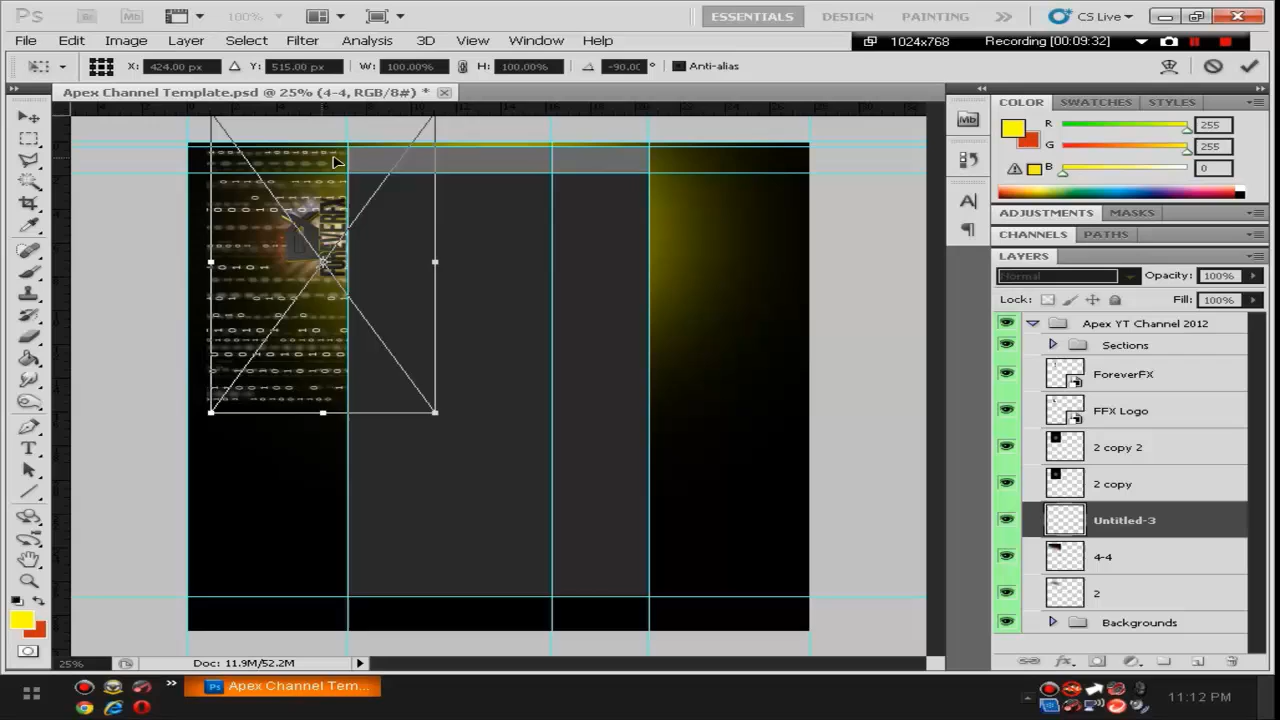 Ps Br Mb 100% ESSENTIALS DESIGN PAINTING CS Live
File Edit Image Layer Select Filter Analysis 3D View Window Help 1024x768 Recording [00:09:32]
X: 424.00 px Y: 515.00 px W: 100.00% H: 100.00% -90.00 ° Anti-alias
Apex Channel Template.psd @ 25% (4-4, RGB/8#) *
COLOR SWATCHES STYLES
R 255
G 255
B 0
ADJUSTMENTS MASKS
CHANNELS PATHS
LAYERS
Normal Opacity: 100%
Lock: Fill: 100%
Apex YT Channel 2012
Sections
ForeverFX
FFX Logo
2 copy 2
2 copy
Untitled-3
4-4
2
Backgrounds
25% Doc: 11.9M/52.2M
Ps Apex Channel Tem...
11:12 PM